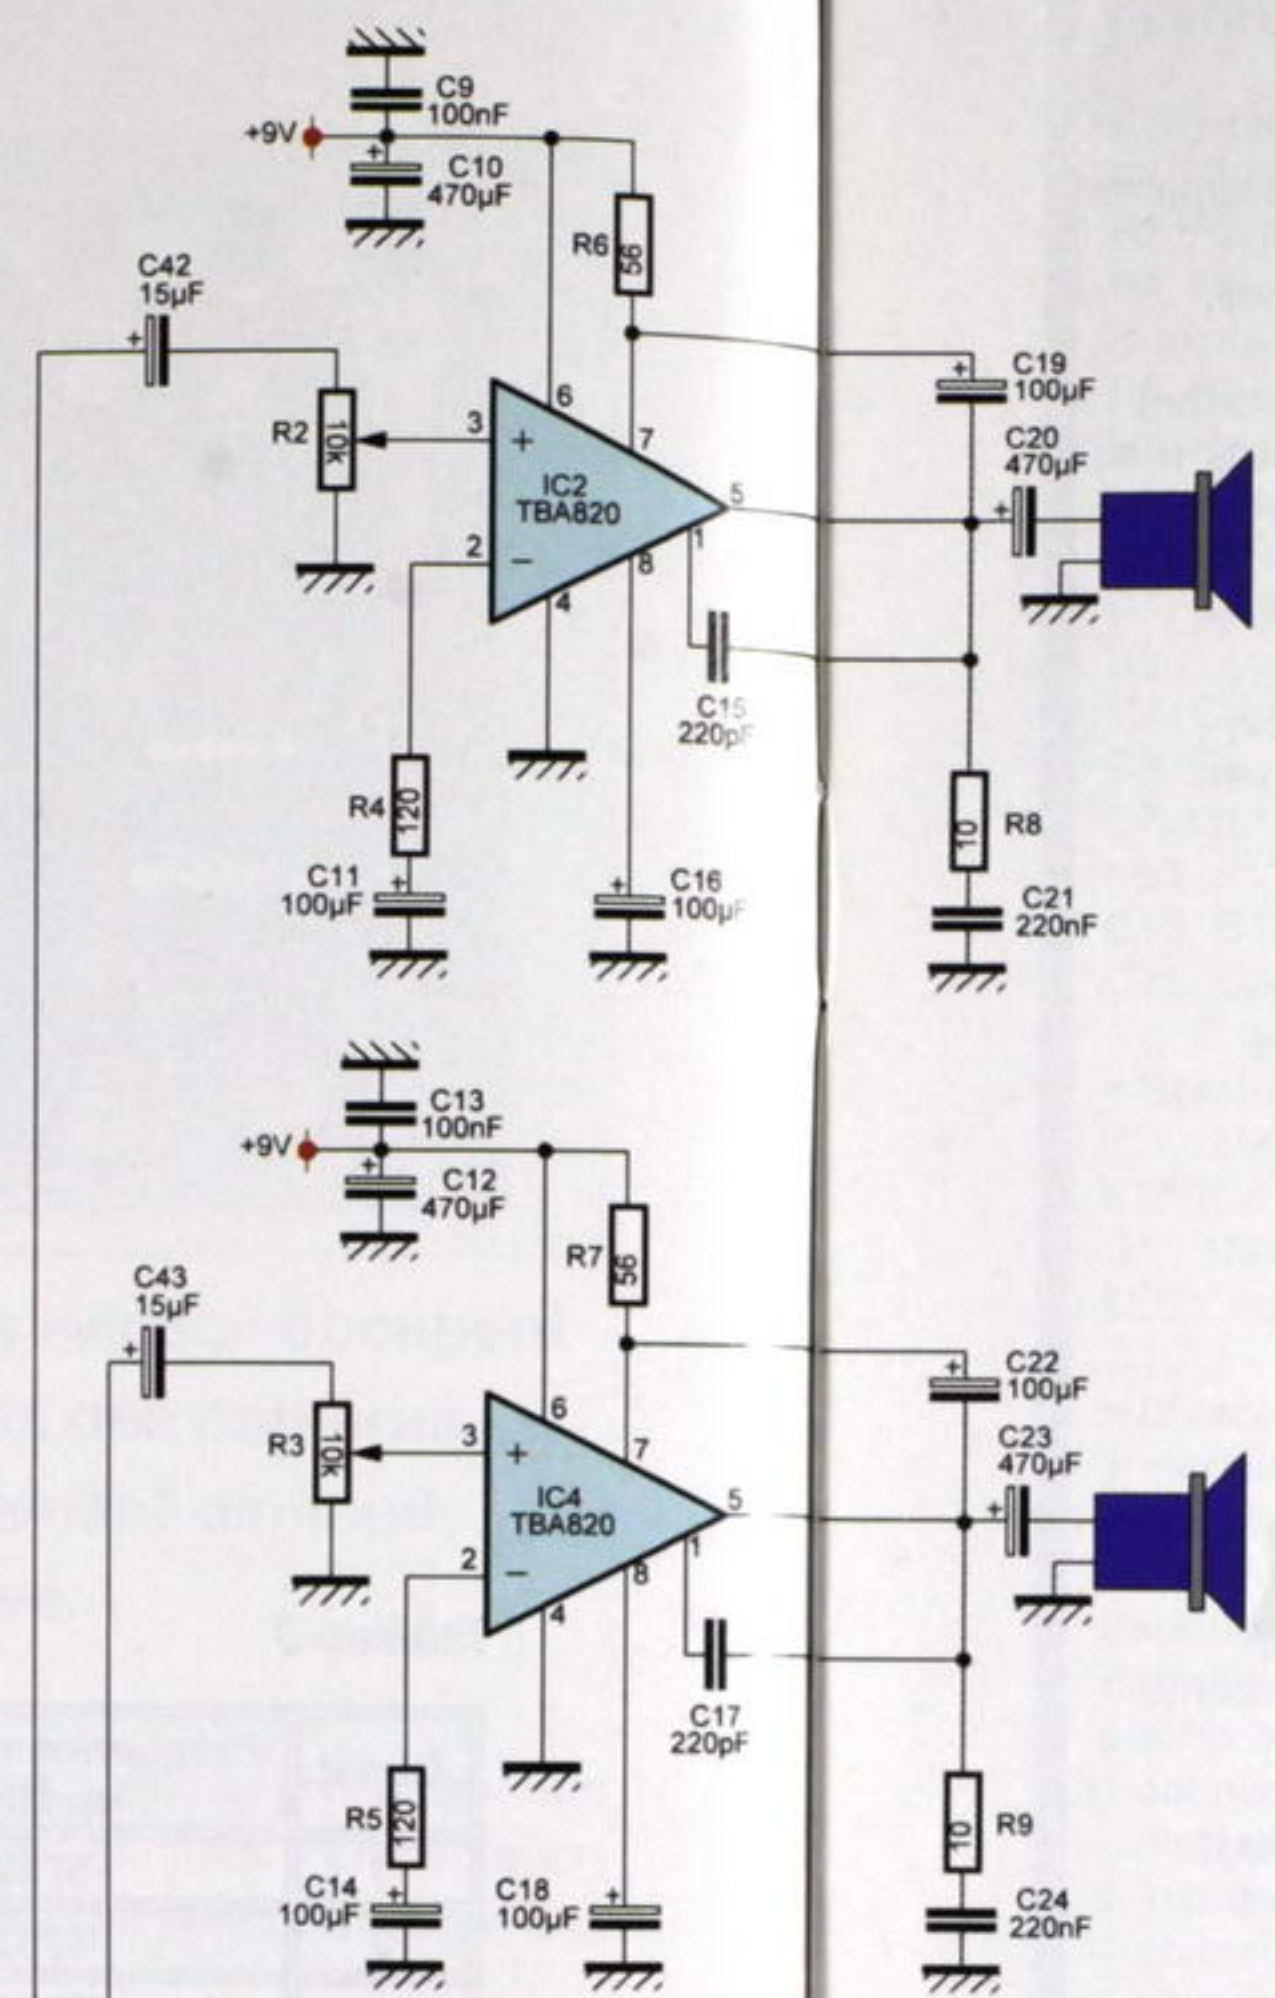 C9
100nF
+9V
+
C10
470µF
R6
56
C42
15µF
+
R2
10k
3
+
6
7
IC2
TBA820
5
2
−
4
8
1
+
C19
100µF
C20
470µF
+
C15
220pF
R4
120
C11
100µF
+
+
C16
100µF
10
R8
C21
220nF
C13
100nF
+9V
+
C12
470µF
R7
56
C43
15µF
+
R3
10k
3
+
6
7
IC4
TBA820
5
2
−
4
8
1
+
C22
100µF
C23
470µF
+
C17
220pF
R5
120
C14
100µF
+
C18
100µF
+
10
R9
C24
220nF